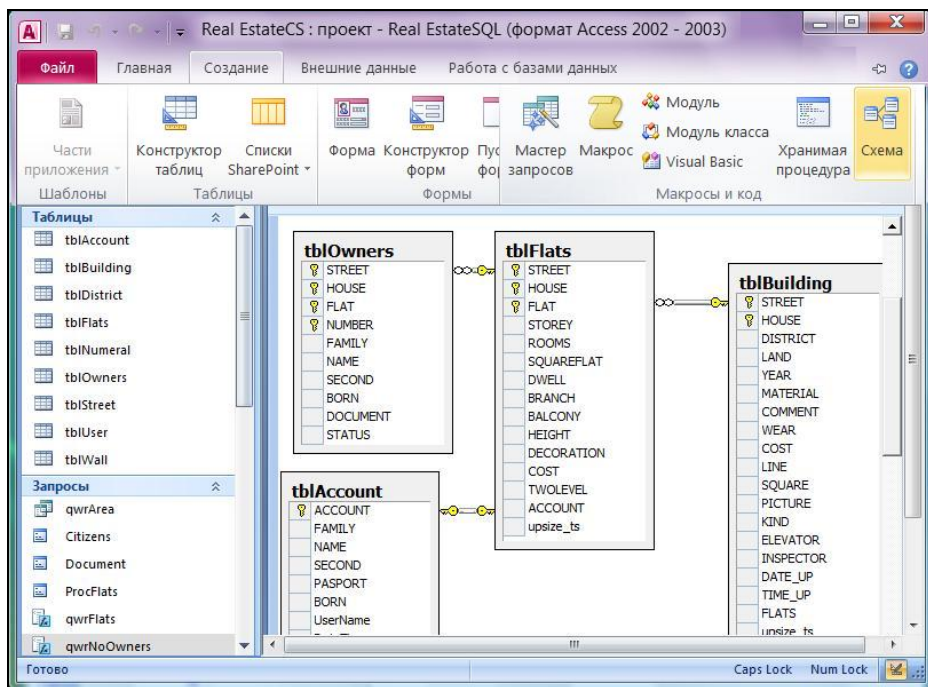 Real EstateCS : проект - Real EstateSQL (формат Access 2002 - 2003)
Файл Главная Создание Внешние данные Работа с базами данных
Части приложения
Шаблоны
Конструктор таблиц
Списки SharePoint
Таблицы
Форма
Конструктор форм
Пус
фор
Формы
Мастер запросов
Макрос
Модуль
Модуль класса
Visual Basic
Хранимая процедура
Схема
Макросы и код
Таблицы
tblAccount
tblBuilding
tblDistrict
tblFlats
tblNumeral
tblOwners
tblStreet
tblUser
tblWall
Запросы
qwrArea
Citizens
Document
ProcFlats
qwrFlats
qwrNoOwners
tblOwners
STREET
HOUSE
FLAT
NUMBER
FAMILY
NAME
SECOND
BORN
DOCUMENT
STATUS
tblAccount
ACCOUNT
FAMILY
NAME
SECOND
PASPORT
BORN
UserName
tblFlats
STREET
HOUSE
FLAT
STOREY
ROOMS
SQUAREFLAT
DWELL
BRANCH
BALCONY
HEIGHT
DECORATION
COST
TWOLEVEL
ACCOUNT
upsize_ts
tblBuilding
STREET
HOUSE
DISTRICT
LAND
YEAR
MATERIAL
COMMENT
WEAR
COST
LINE
SQUARE
PICTURE
KIND
ELEVATOR
INSPECTOR
DATE_UP
TIME_UP
FLATS
upsize_ts
Готово
Caps Lock Num Lock